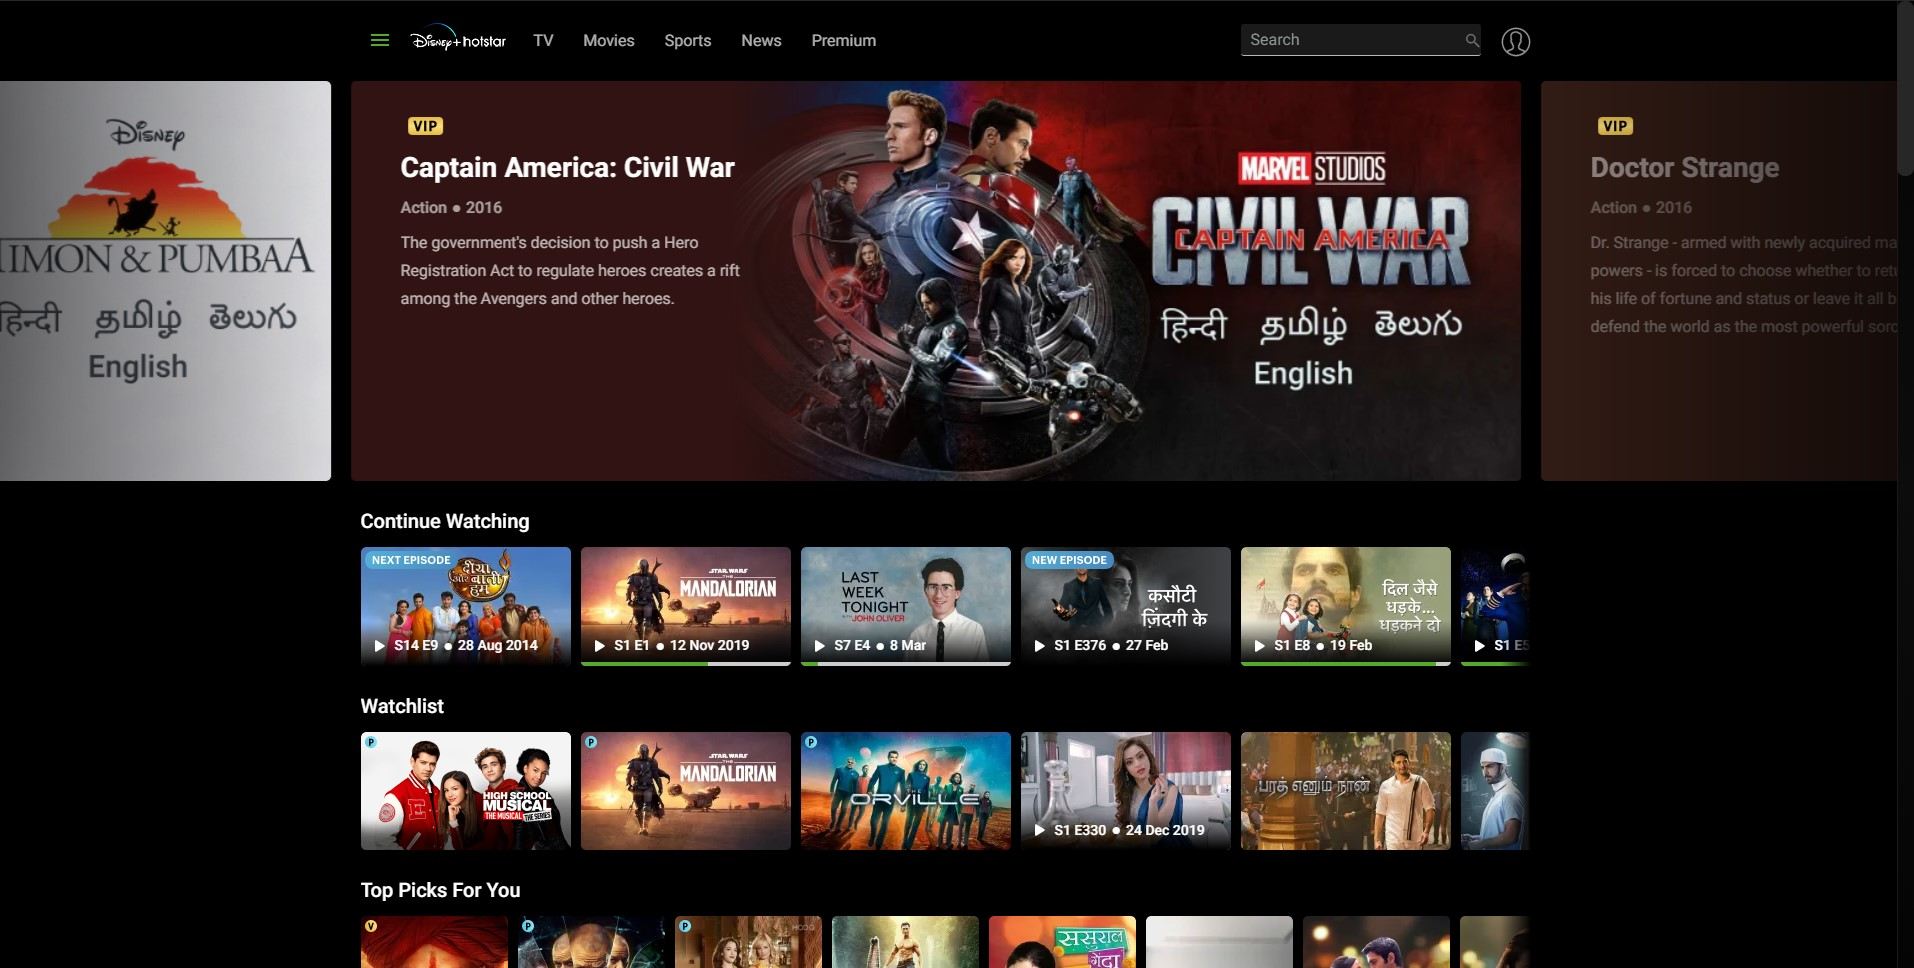 Disney+ hotstar
TV
Movies
Sports
News
Premium
Search
Disney
TIMON & PUMBAA
हिन्दी தமிழ் తెలుగు
English
VIP
Captain America: Civil War
Action ● 2016
The government's decision to push a Hero
Registration Act to regulate heroes creates a rift
among the Avengers and other heroes.
MARVEL STUDIOS
CAPTAIN AMERICA
CIVIL WAR
हिन्दी தமிழ் తెలుగు
English
VIP
Doctor Strange
Action ● 2016
Dr. Strange - armed with newly acquired ma
powers - is forced to choose whether to retu
his life of fortune and status or leave it all b
defend the world as the most powerful sorc
Continue Watching
NEXT EPISODE
दीया
और बाती
हम
S14 E9 ● 28 Aug 2014
STAR WARS
THE
MANDALORIAN
S1 E1 ● 12 Nov 2019
LAST
WEEK
TONIGHT
WITH JOHN OLIVER
S7 E4 ● 8 Mar
NEW EPISODE
कसौटी
ज़िंदगी के
S1 E376 ● 27 Feb
दिल जैसे
धड़के...
धड़कने दो
S1 E8 ● 19 Feb
S1 E5
Watchlist
P
E
HIGH SCHOOL
MUSICAL
THE MUSICAL THE SERIES
P
STAR WARS
THE
MANDALORIAN
P
THE
ORVILLE
S1 E330 ● 24 Dec 2019
பரத் எனும் நான்
Top Picks For You
V
P
P
ससुराल
गेंदा